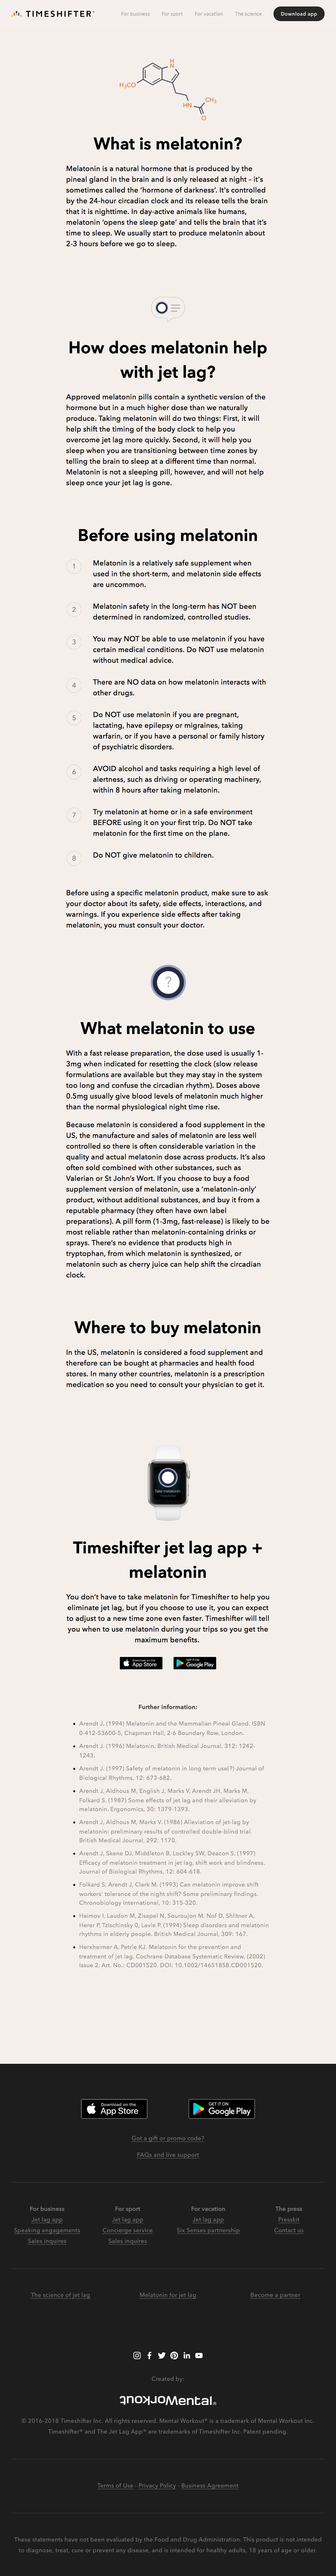 TIMESHIFTER®
For business
For sport
For vacation
The science
Download app
H
N
H₃CO
HN
CH₃
O
What is melatonin?
Melatonin is a natural hormone that is produced by the
pineal gland in the brain and is only released at night – it's
sometimes called the 'hormone of darkness'. It's controlled
by the 24-hour circadian clock and its release tells the brain
that it is nighttime. In day-active animals like humans,
melatonin 'opens the sleep gate' and tells the brain that it's
time to sleep. We usually start to produce melatonin about
2-3 hours before we go to sleep.
How does melatonin help
with jet lag?
Approved melatonin pills contain a synthetic version of the
hormone but in a much higher dose than we naturally
produce. Taking melatonin will do two things: First, it will
help shift the timing of the body clock to help you
overcome jet lag more quickly. Second, it will help you
sleep when you are transitioning between time zones by
telling the brain to sleep at a different time than normal.
Melatonin is not a sleeping pill, however, and will not help
sleep once your jet lag is gone.
Before using melatonin
1
Melatonin is a relatively safe supplement when
used in the short-term, and melatonin side effects
are uncommon.
2
Melatonin safety in the long-term has NOT been
determined in randomized, controlled studies.
3
You may NOT be able to use melatonin if you have
certain medical conditions. Do NOT use melatonin
without medical advice.
4
There are NO data on how melatonin interacts with
other drugs.
5
Do NOT use melatonin if you are pregnant,
lactating, have epilepsy or migraines, taking
warfarin, or if you have a personal or family history
of psychiatric disorders.
6
AVOID alcohol and tasks requiring a high level of
alertness, such as driving or operating machinery,
within 8 hours after taking melatonin.
7
Try melatonin at home or in a safe environment
BEFORE using it on your first trip. Do NOT take
melatonin for the first time on the plane.
8
Do NOT give melatonin to children.
Before using a specific melatonin product, make sure to ask
your doctor about its safety, side effects, interactions, and
warnings. If you experience side effects after taking
melatonin, you must consult your doctor.
?
What melatonin to use
With a fast release preparation, the dose used is usually 1-
3mg when indicated for resetting the clock (slow release
formulations are available but they may stay in the system
too long and confuse the circadian rhythm). Doses above
0.5mg usually give blood levels of melatonin much higher
than the normal physiological night time rise.
Because melatonin is considered a food supplement in the
US, the manufacture and sales of melatonin are less well
controlled so there is often considerable variation in the
quality and actual melatonin dose across products. It's also
often sold combined with other substances, such as
Valerian or St John's Wort. If you choose to buy a food
supplement version of melatonin, use a 'melatonin-only'
product, without additional substances, and buy it from a
reputable pharmacy (they often have own label
preparations). A pill form (1-3mg, fast-release) is likely to be
most reliable rather than melatonin-containing drinks or
sprays. There's no evidence that products high in
tryptophan, from which melatonin is synthesized, or
melatonin such as cherry juice can help shift the circadian
clock.
Where to buy melatonin
In the US, melatonin is considered a food supplement and
therefore can be bought at pharmacies and health food
stores. In many other countries, melatonin is a prescription
medication so you need to consult your physician to get it.
Take melatonin
Timeshifter jet lag app +
melatonin
You don't have to take melatonin for Timeshifter to help you
eliminate jet lag, but if you choose to use it, you can expect
to adjust to a new time zone even faster. Timeshifter will tell
you when to use melatonin during your trips so you get the
maximum benefits.
Download on the
App Store
GET IT ON
Google Play
Further information:
Arendt J. (1994) Melatonin and the Mammalian Pineal Gland. ISBN
0-412-53600-5, Chapman Hall, 2-6 Boundary Row, London.
Arendt J. (1996) Melatonin. British Medical Journal, 312: 1242-
1243.
Arendt J. (1997) Safety of melatonin in long term use(?) Journal of
Biological Rhythms, 12: 673-682.
Arendt J, Aldhous M, English J, Marks V, Arendt JH, Marks M,
Folkard S. (1987) Some effects of jet lag and their alleviation by
melatonin. Ergonomics, 30: 1379-1393.
Arendt J, Aldhous M, Marks V. (1986) Alleviation of jet-lag by
melatonin: preliminary results of controlled double-blind trial.
British Medical Journal, 292: 1170.
Arendt J, Skene DJ, Middleton B, Lockley SW, Deacon S. (1997)
Efficacy of melatonin treatment in jet lag, shift work and blindness.
Journal of Biological Rhythms, 12: 604-618.
Folkard S, Arendt J, Clark M. (1993) Can melatonin improve shift
workers' tolerance of the night shift? Some preliminary findings.
Chronobiology International, 10: 315-320.
Haimov I, Laudon M, Zisapel N, Souroujon M. Nof D, Shlitner A,
Herer P, Tzischinsky 0, Lavie P. (1994) Sleep disorders and melatonin
rhythms in elderly people. British Medical Journal, 309: 167.
Herxheimer A, Petrie KJ. Melatonin for the prevention and
treatment of jet lag. Cochrane Database Systematic Review, (2002)
Issue 2. Art. No.: CD001520. DOI: 10.1002/14651858.CD001520.
Download on the
App Store
GET IT ON
Google Play
Got a gift or promo code?
FAQs and live support
For business
Jet lag app
Speaking engagements
Sales inquires
For sport
Jet lag app
Concierge service
Sales inquires
For vacation
Jet lag app
Six Senses partnership
The press
Presskit
Contact us
The science of jet lag
Melatonin for jet lag
Become a partner
Created by:
MentalWorkout®
© 2016-2018 Timeshifter Inc. All rights reserved. Mental Workout® is a trademark of Mental Workout Inc.
Timeshifter® and The Jet Lag App® are trademarks of Timeshifter Inc. Patent pending.
Terms of Use - Privacy Policy - Business Agreement
These statements have not been evaluated by the Food and Drug Administration. This product is not intended
to diagnose, treat, cure or prevent any disease, and is intended for healthy adults, 18 years of age or older.